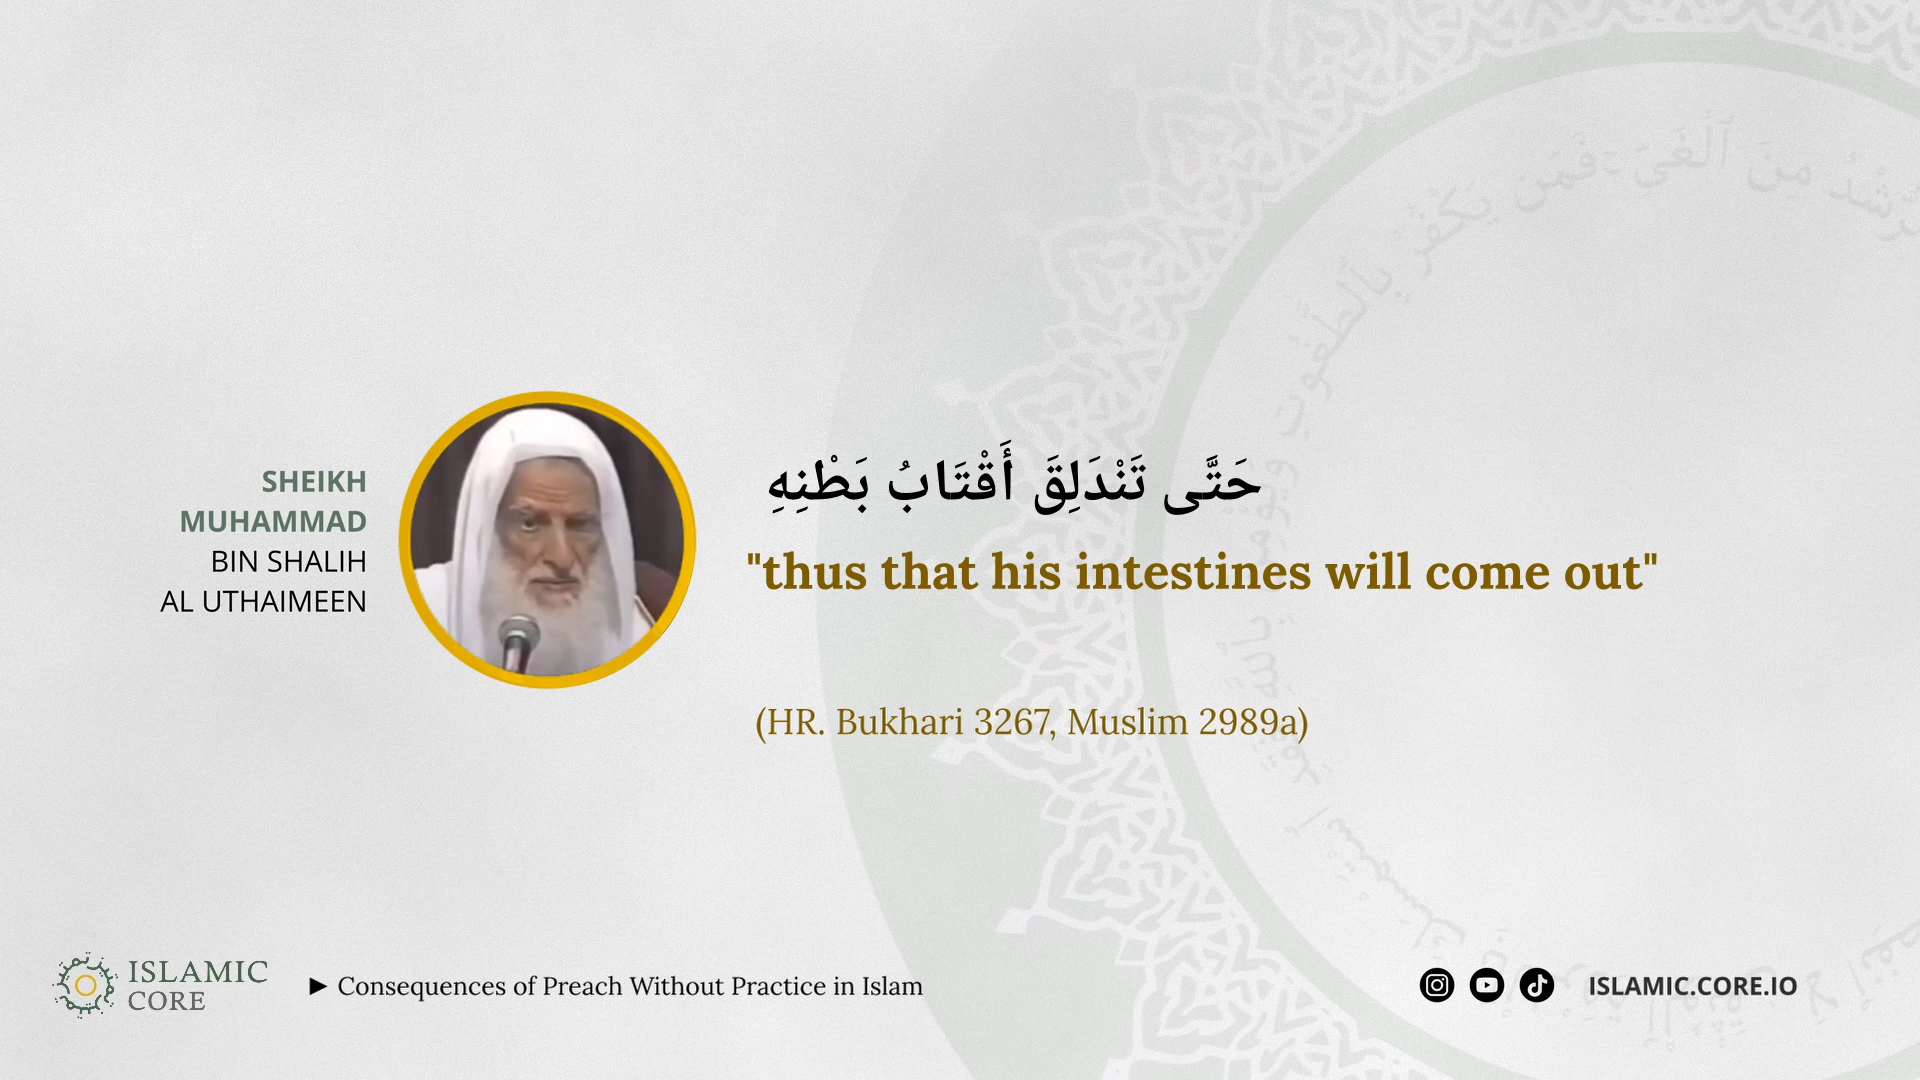 SHEIKH
MUHAMMAD
BIN SHALIH
AL UTHAIMEEN
حَتَّى تَنْدَلِقَ أَقْتَابُ بَطْنِهِ
"thus that his intestines will come out"
(HR. Bukhari 3267, Muslim 2989a)
ISLAMIC
CORE
► Consequences of Preach Without Practice in Islam
ISLAMIC.CORE.IO